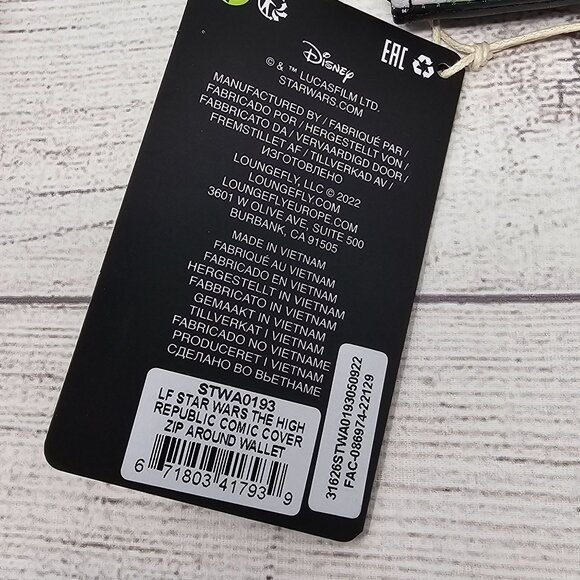 Disney
EAC
© & ™ LUCASFILM LTD.
STARWARS.COM
MANUFACTURED BY / FABRIQUÉ PAR /
FABRICADO POR / HERGESTELLT VON /
FABBRICATO DA / VERVAARDIGD DOOR /
FREMSTILLET AF / TILLVERKAD AV /
ИЗГОТОВЛЕНО
LOUNGEFLY, LLC © 2022
LOUNGEFLY.COM
LOUNGEFLYEUROPE.COM
3601 W OLIVE AVE, SUITE 500
BURBANK, CA 91505
MADE IN VIETNAM
FABRIQUÉ AU VIETNAM
FABRICADO EN VIETNAM
HERGESTELLT IN VIETNAM
FABBRICATO IN VIETNAM
GEMAAKT IN VIETNAM
TILLVERKAT I VIETNAM
FABRICADO NO VIETNAME
PRODUCERET I VIETNAM
СДЕЛАНО ВО ВЬЕТНАМЕ
STWA0193
LF STAR WARS THE HIGH
REPUBLIC COMIC COVER
ZIP AROUND WALLET
6 71803 41793 9
31626STWA0193050922
FAC-086974-22129